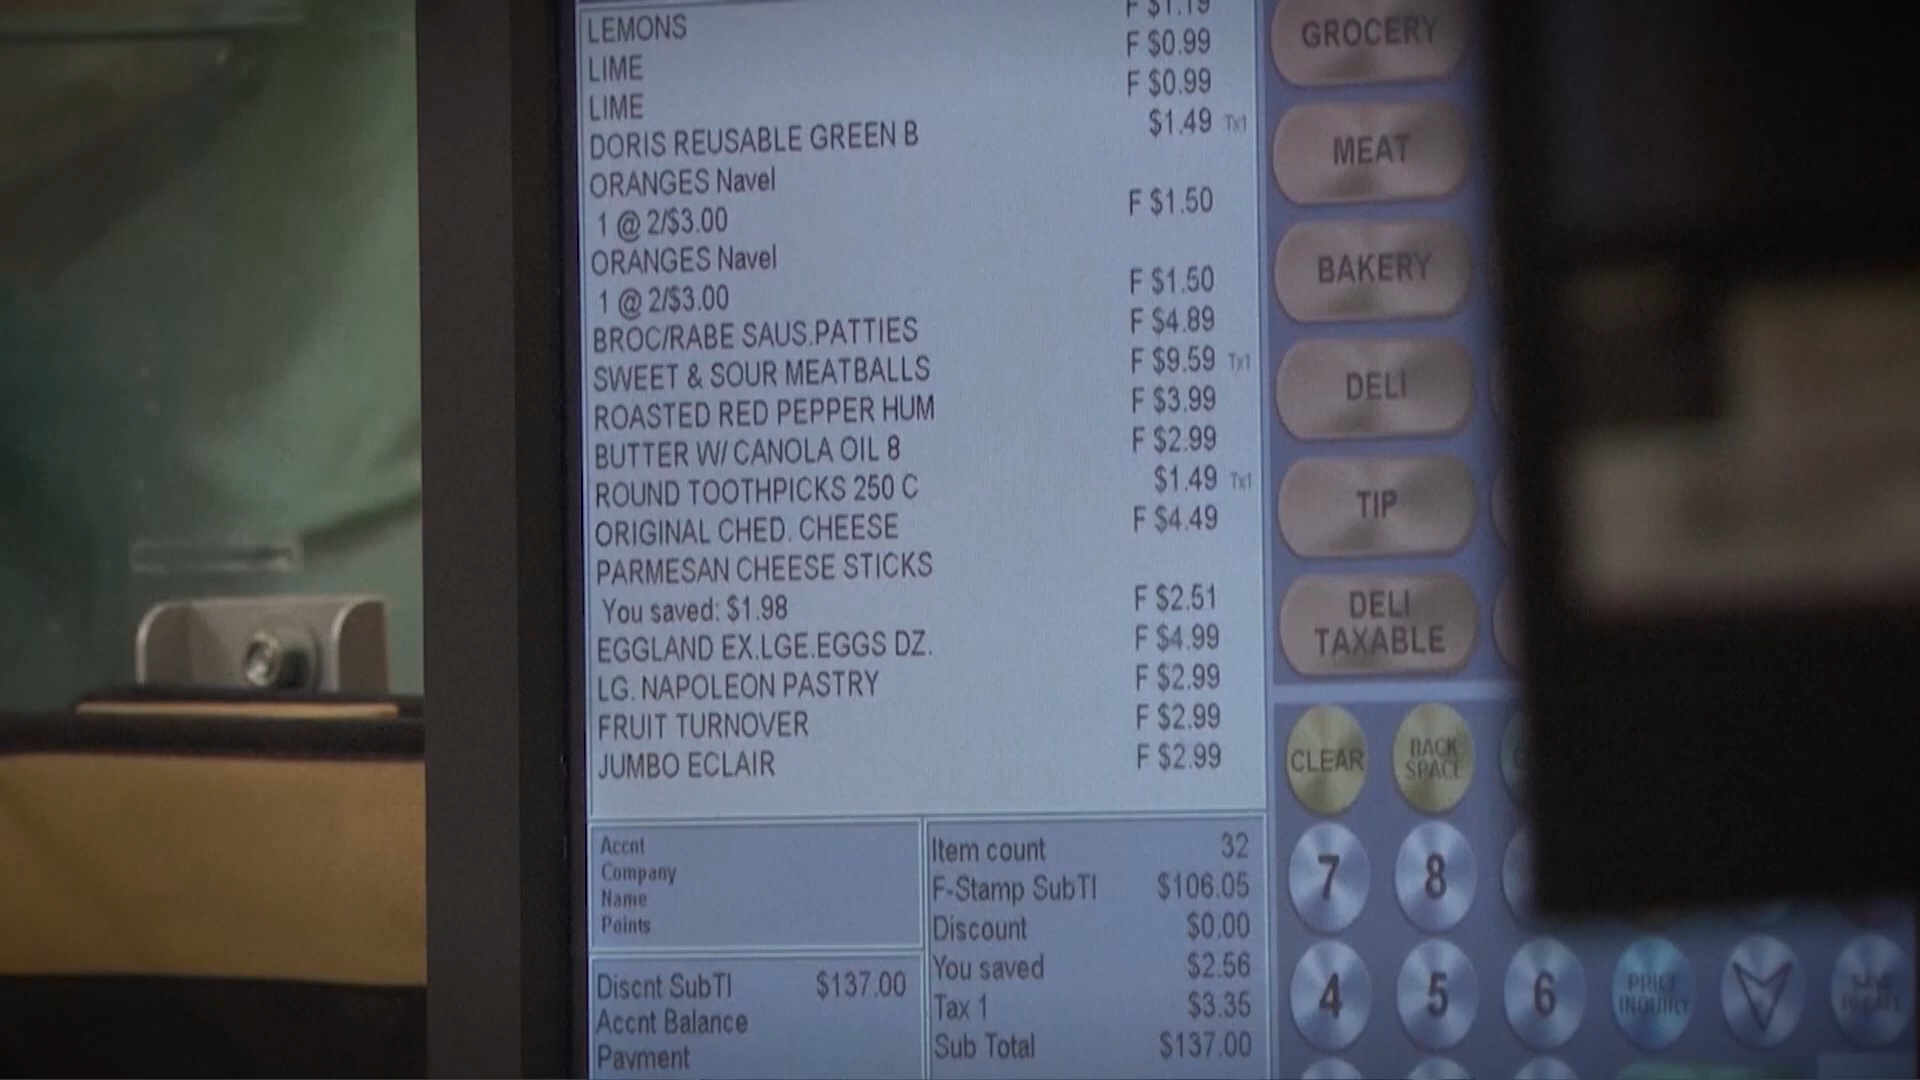 LEMONS F $1.19
LIME F $0.99
LIME F $0.99
DORIS REUSABLE GREEN B $1.49 Tx1
ORANGES Navel
1 @ 2/$3.00 F $1.50
ORANGES Navel
1 @ 2/$3.00 F $1.50
BROC/RABE SAUS.PATTIES F $4.89
SWEET & SOUR MEATBALLS F $9.59 Tx1
ROASTED RED PEPPER HUM F $3.99
BUTTER W/ CANOLA OIL 8 F $2.99
ROUND TOOTHPICKS 250 C $1.49 Tx1
ORIGINAL CHED. CHEESE F $4.49
PARMESAN CHEESE STICKS
You saved: $1.98 F $2.51
EGGLAND EX.LGE.EGGS DZ. F $4.99
LG. NAPOLEON PASTRY F $2.99
FRUIT TURNOVER F $2.99
JUMBO ECLAIR F $2.99
Accnt
Company
Name
Points
Discnt SubTl $137.00
Accnt Balance
Payment
Item count 32
F-Stamp SubTl $106.05
Discount $0.00
You saved $2.56
Tax 1 $3.35
Sub Total $137.00
GROCERY
MEAT
BAKERY
DELI
TIP
DELI
TAXABLE
CLEAR
BACK
SPACE
7 8
4 5 6
PRICE
INQUIRY